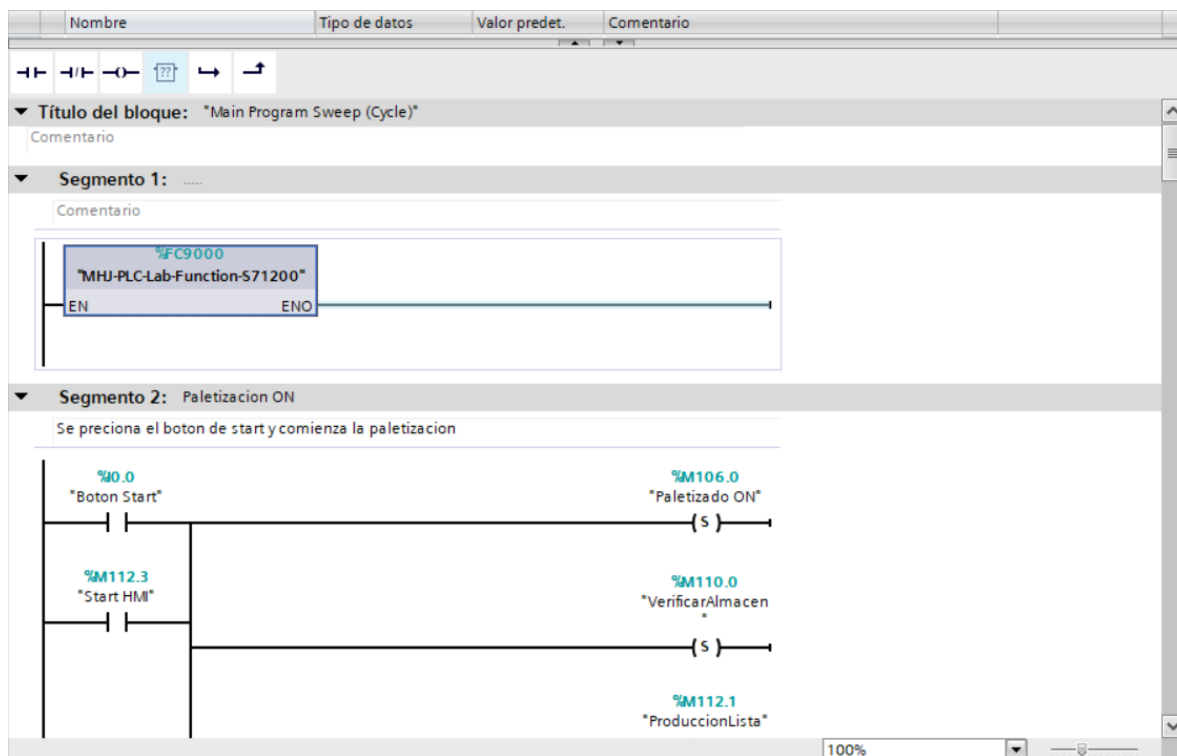 Nombre Tipo de datos Valor predet. Comentario
??
Título del bloque: "Main Program Sweep (Cycle)"
Comentario
Segmento 1: .....
Comentario
%FC9000
"MHJ-PLC-Lab-Function-S71200"
EN ENO
Segmento 2: Paletizacion ON
Se preciona el boton de start y comienza la paletizacion
%I0.0 %M106.0
"Boton Start" "Paletizado ON"
S
%M112.3 %M110.0
"Start HMI" "VerificarAlmacen
"
S
%M112.1
"ProduccionLista"
100%